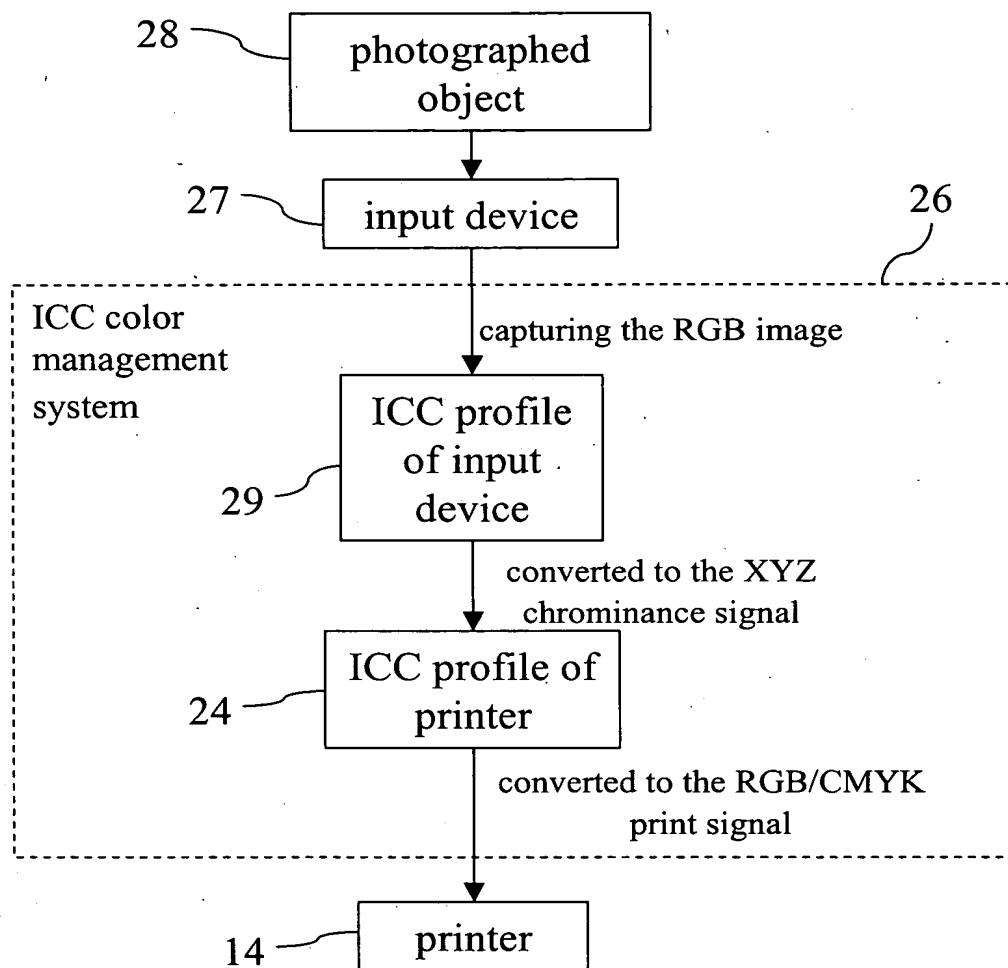 28
photographed
object
27
input device
26
ICC color
management
system
capturing the RGB image
ICC profile
of input
device
29
converted to the XYZ
chrominance signal
ICC profile of
printer
24
converted to the RGB/CMYK
print signal
printer
14